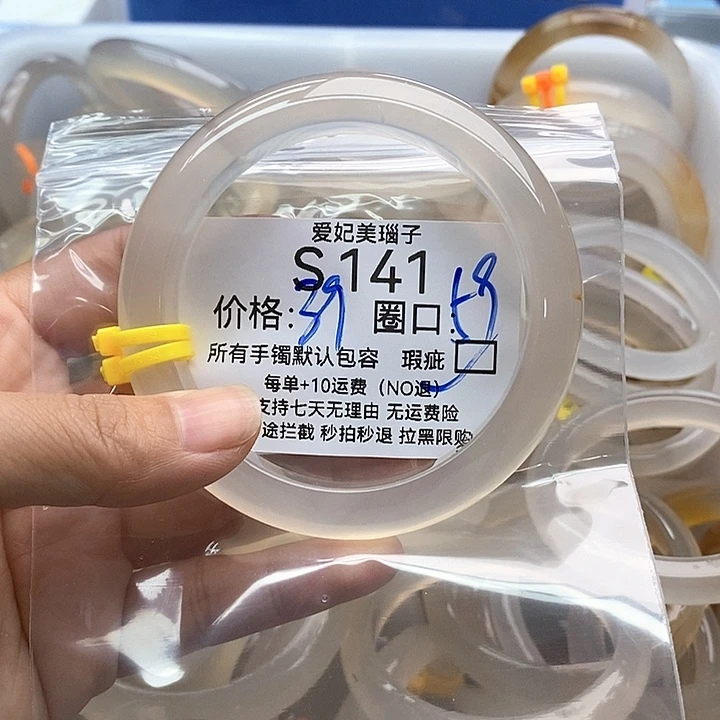 爱妃美瑙子
S141
价格:39 圈口:58
所有手镯默认包容 瑕疵
每单+10运费（NO退）
支持七天无理由 无运费险
途拦截 秒拍秒退 拉黑限购